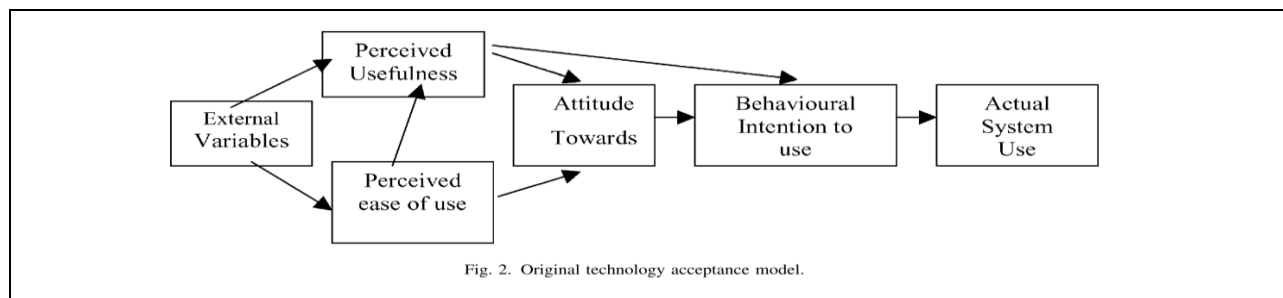 Perceived
Usefulness
External
Variables
Perceived
ease of use
Attitude
Towards
Behavioural
Intention to
use
Actual
System
Use
Fig. 2. Original technology acceptance model.